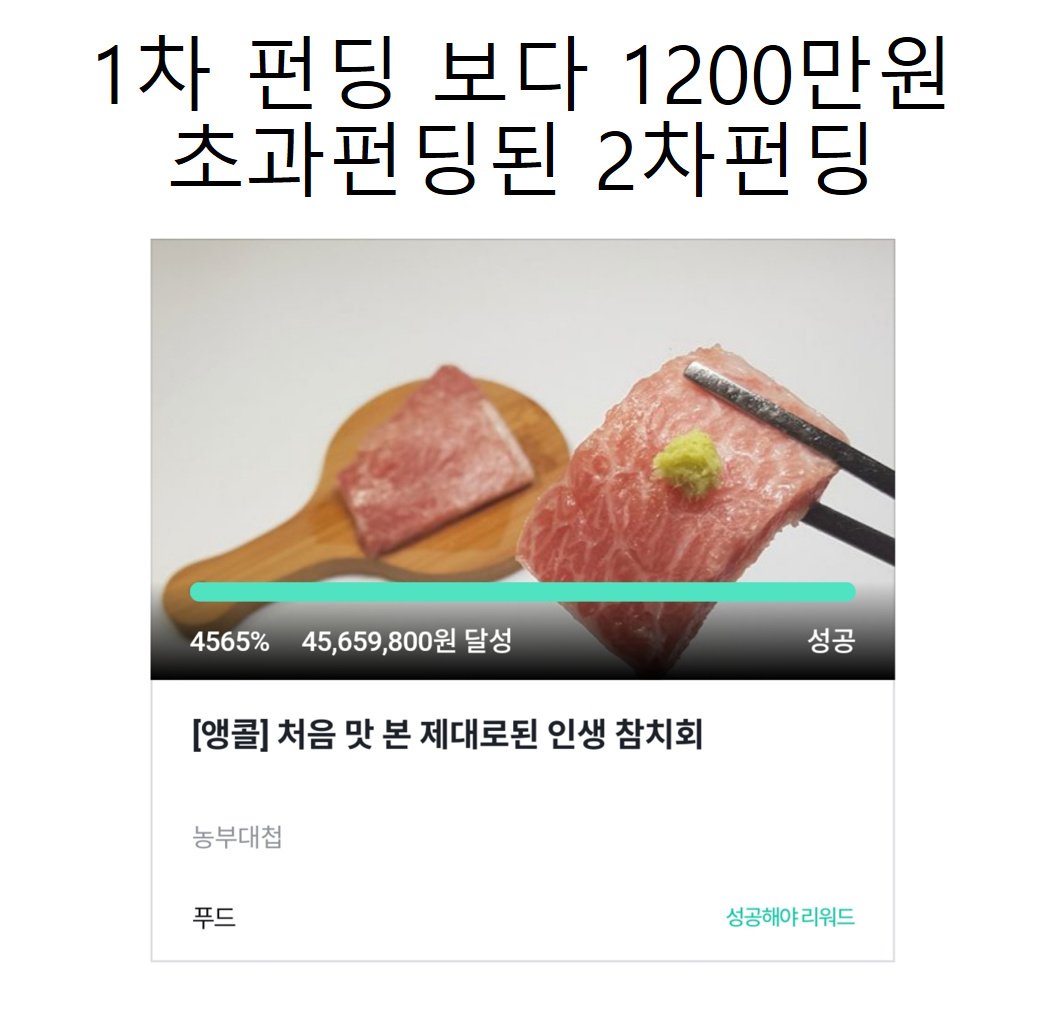 1차 펀딩 보다 1200만원
초과펀딩된 2차펀딩
4565% 45,659,800원 달성 성공
[앵콜] 처음 맛 본 제대로된 인생 참치회
농부대첩
푸드 성공해야 리워드